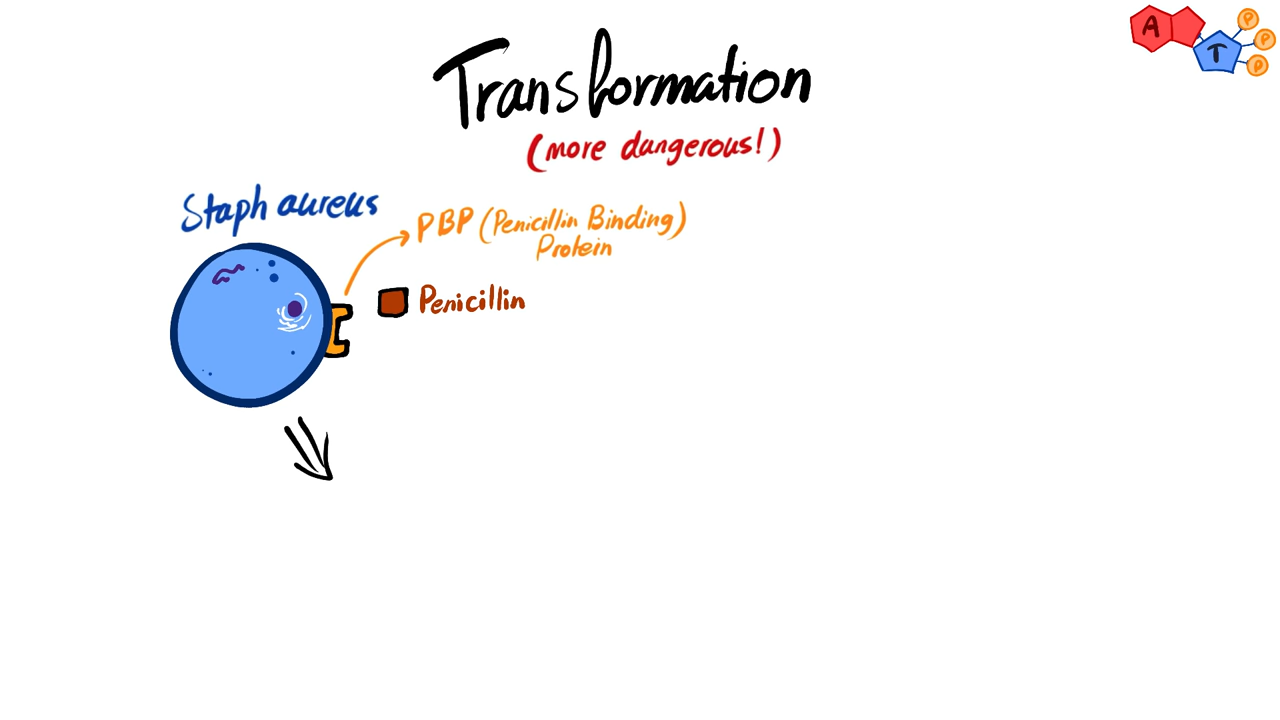 A T P P P
Transformation
(more dangerous!)
Staph aureus
PBP (Penicillin Binding)
Protein
Penicillin